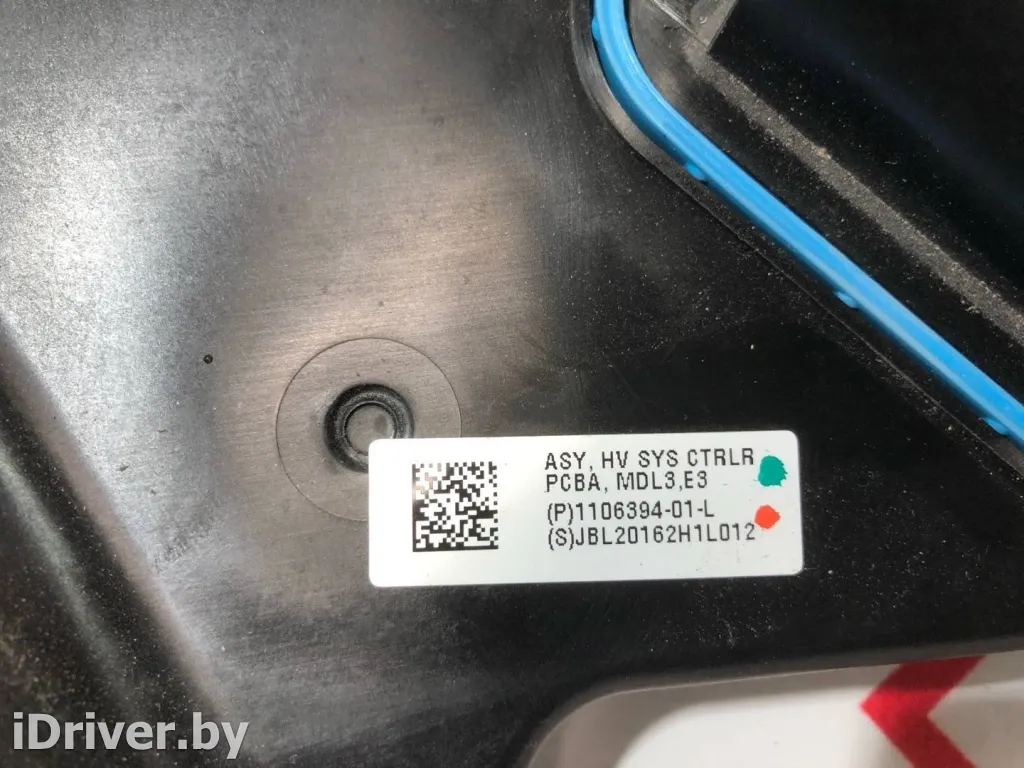 ASY, HV SYS CTRLR
PCBA, MDL3,E3
(P)1106394-01-L
(S)JBL20162H1L012
iDriver.by